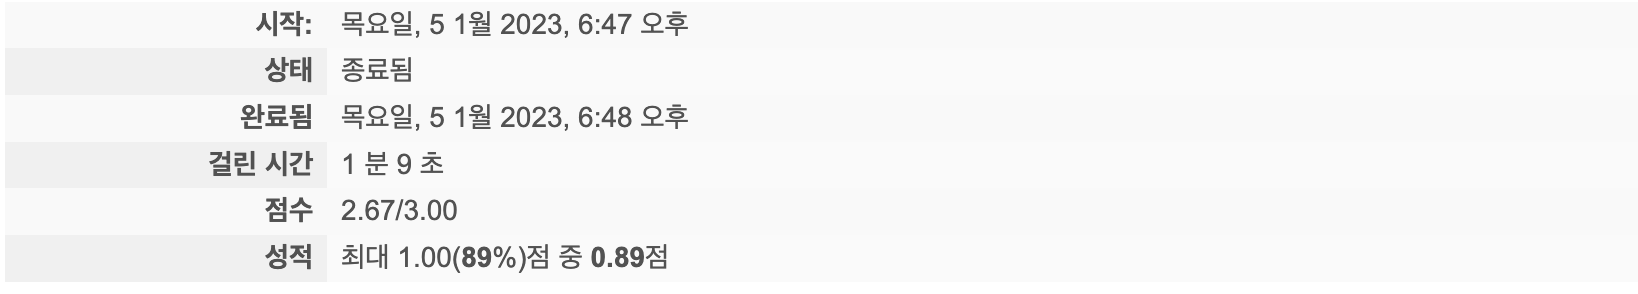 시작: 목요일, 5 1월 2023, 6:47 오후
상태 종료됨
완료됨 목요일, 5 1월 2023, 6:48 오후
걸린 시간 1 분 9 초
점수 2.67/3.00
성적 최대 1.00(89%)점 중 0.89점